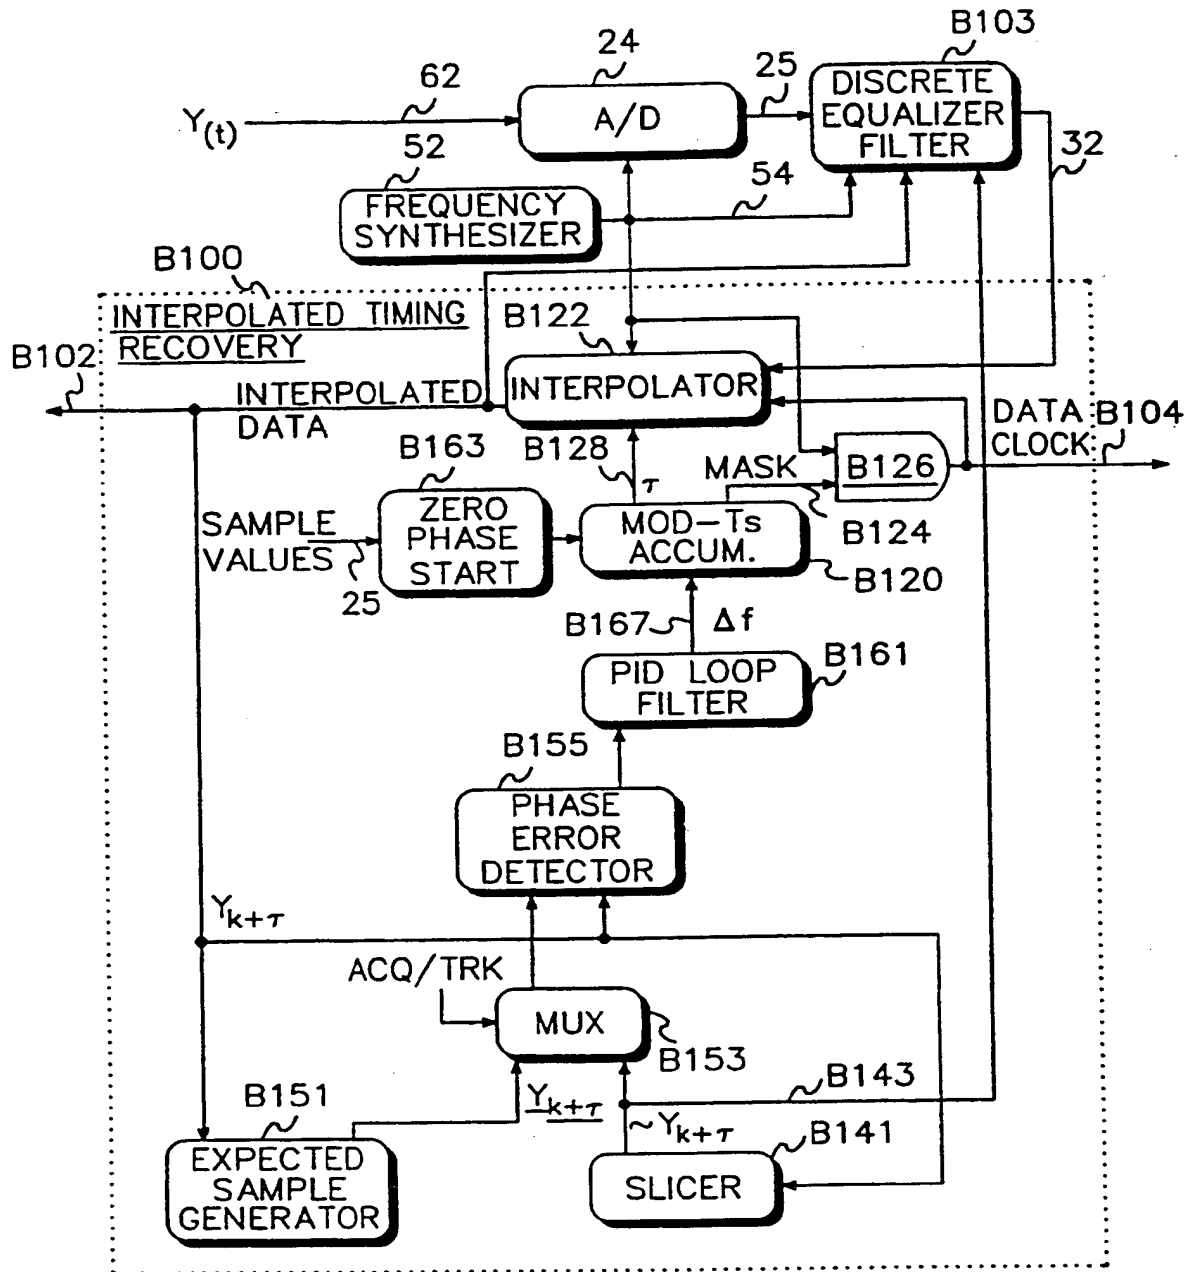 24
B103
62
25
DISCRETE
EQUALIZER
FILTER
Y(t)
A/D
52
54
32
FREQUENCY
SYNTHESIZER
B100
INTERPOLATED TIMING
RECOVERY
B122
B102
INTERPOLATOR
INTERPOLATED
DATA
DATA
CLOCK
B104
B163
B128
τ
MASK
B126
SAMPLE
VALUES
25
ZERO
PHASE
START
MOD-Ts
ACCUM.
B124
B120
B167
Δf
PID LOOP
FILTER
B161
B155
PHASE
ERROR
DETECTOR
Yk+τ
ACQ/TRK
MUX
B153
B151
Yk+τ
B143
~Yk+τ
B141
EXPECTED
SAMPLE
GENERATOR
SLICER